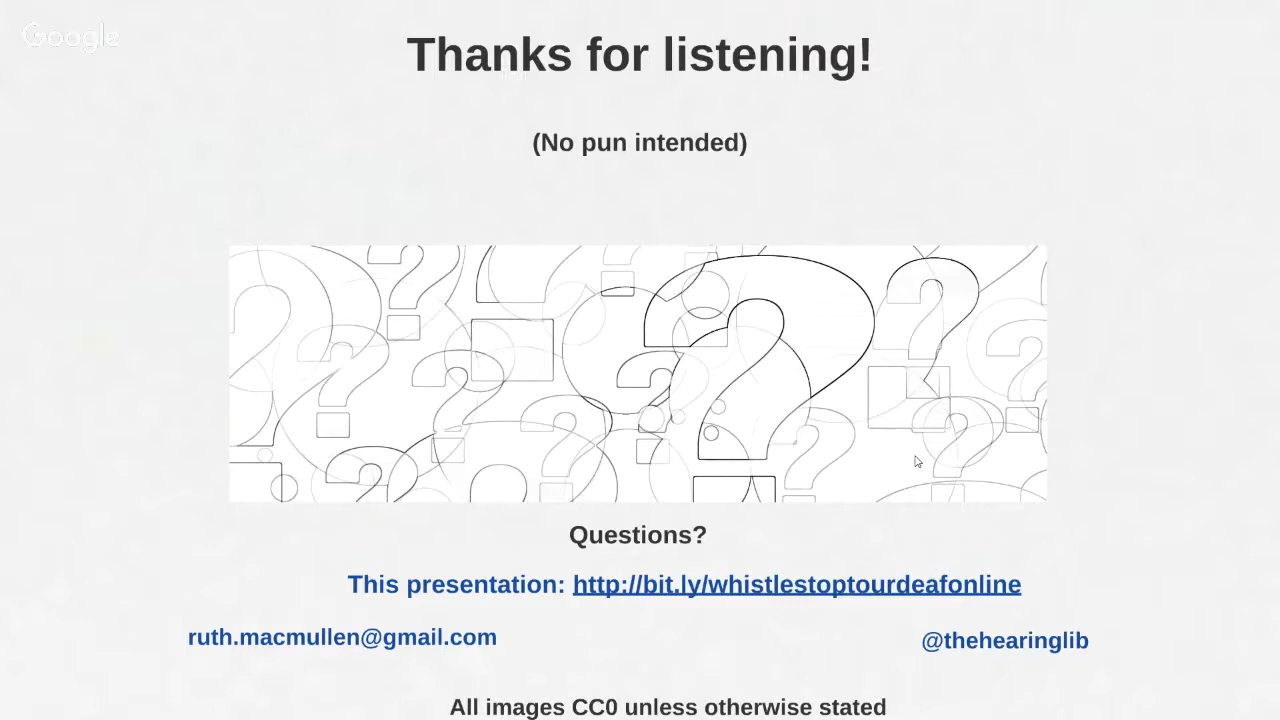 Google
Thanks for listening!
(No pun intended)
Questions?
This presentation: http://bit.ly/whistlestoptourdeafonline
ruth.macmullen@gmail.com
@thehearinglib
All images CC0 unless otherwise stated